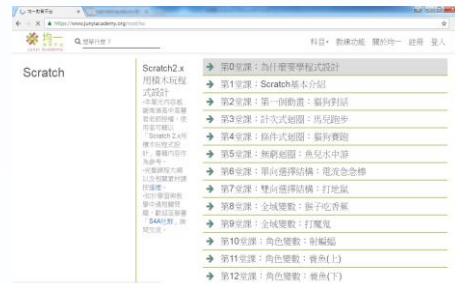 https://www.junyiacademy.org
均一
想學什麼？
科目 教練功能 關於均一 註冊 登入
Scratch
Scratch2.x
用積木玩程
式設計
第0堂課：為什麼要學程式設計
第1堂課：Scratch基本介紹
第2堂課：第一個動畫：貓狗對話
第3堂課：計次式迴圈：馬兒跑步
第4堂課：條件式迴圈：貓狗賽跑
第5堂課：無窮迴圈：魚兒水中游
第6堂課：單向選擇結構：電流急急棒
第7堂課：雙向選擇結構：打地鼠
第8堂課：全域變數：猴子吃香蕉
第9堂課：全域變數：打魔鬼
第10堂課：角色變數：射蝙蝠
第11堂課：角色變數：養魚(上)
第12堂課：角色變數：養魚(下)